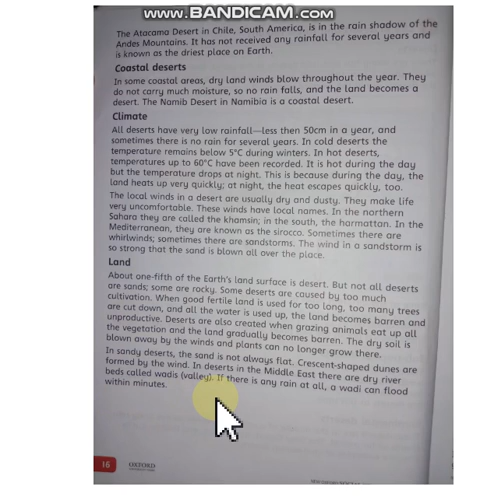 www.BANDICAM.com
The Atacama Desert in Chile, South America, is in the rain shadow of the
Andes Mountains. It has not received any rainfall for several years and
is known as the driest place on Earth.
Coastal deserts
In some coastal areas, dry land winds blow throughout the year. They
do not carry much moisture, so no rain falls, and the land becomes a
desert. The Namib Desert in Namibia is a coastal desert.
Climate
All deserts have very low rainfall—less then 50cm in a year, and
sometimes there is no rain for several years. In cold deserts the
temperature remains below 5°C during winters. In hot deserts,
temperatures up to 60°C have been recorded. It is hot during the day
but the temperature drops at night. This is because during the day, the
land heats up very quickly; at night, the heat escapes quickly, too.
The local winds in a desert are usually dry and dusty. They make life
very uncomfortable. These winds have local names. In the northern
Sahara they are called the khamsin; in the south, the harmattan. In the
Mediterranean, they are known as the sirocco. Sometimes there are
whirlwinds; sometimes there are sandstorms. The wind in a sandstorm is
so strong that the sand is blown all over the place.
Land
About one-fifth of the Earth's land surface is desert. But not all deserts
are sands; some are rocky. Some deserts are caused by too much
cultivation. When good fertile land is used for too long, too many trees
are cut down, and all the water is used up, the land becomes barren and
unproductive. Deserts are also created when grazing animals eat up all
the vegetation and the land gradually becomes barren. The dry soil is
blown away by the winds and plants can no longer grow there.
In sandy deserts, the sand is not always flat. Crescent-shaped dunes are
formed by the wind. In deserts in the Middle East there are dry river
beds called wadis (valley). If there is any rain at all, a wadi can flood
within minutes.
16
OXFORD